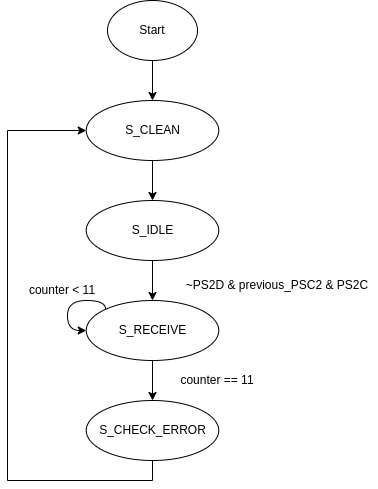 Start
S_CLEAN
S_IDLE
~PS2D & previous_PSC2 & PS2C
counter < 11
S_RECEIVE
counter == 11
S_CHECK_ERROR